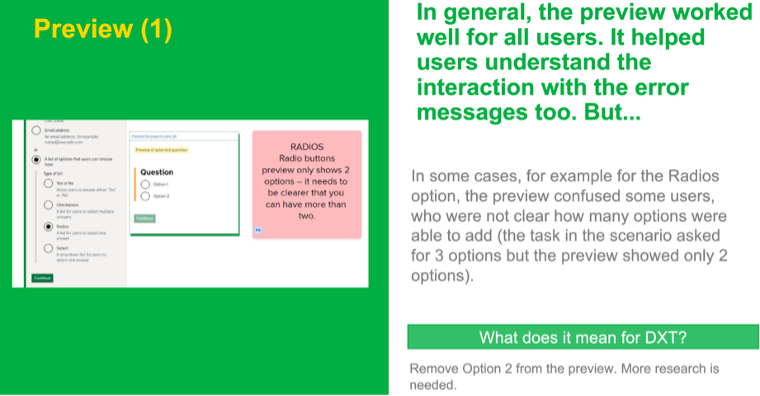 Preview (1)
Email address
An email address, for example,
name@example.com
or
A list of options that users can choose
from
Type of list
Yes or No
Allow users to answer either 'Yes'
or 'No'
Checkboxes
A list for users to select multiple
answers
Radios
A list for users to select one
answer
Select
A drop down list for users to
select one answer
Continue
Preview of selected question
Question
Option 1
Option 2
Continue
RADIOS
Radio buttons
preview only shows 2
options – it needs to
be clearer that you
can have more than
two.
In general, the preview worked
well for all users. It helped
users understand the
interaction with the error
messages too. But...
In some cases, for example for the Radios
option, the preview confused some users,
who were not clear how many options were
able to add (the task in the scenario asked
for 3 options but the preview showed only 2
options).
What does it mean for DXT?
Remove Option 2 from the preview. More research is
needed.